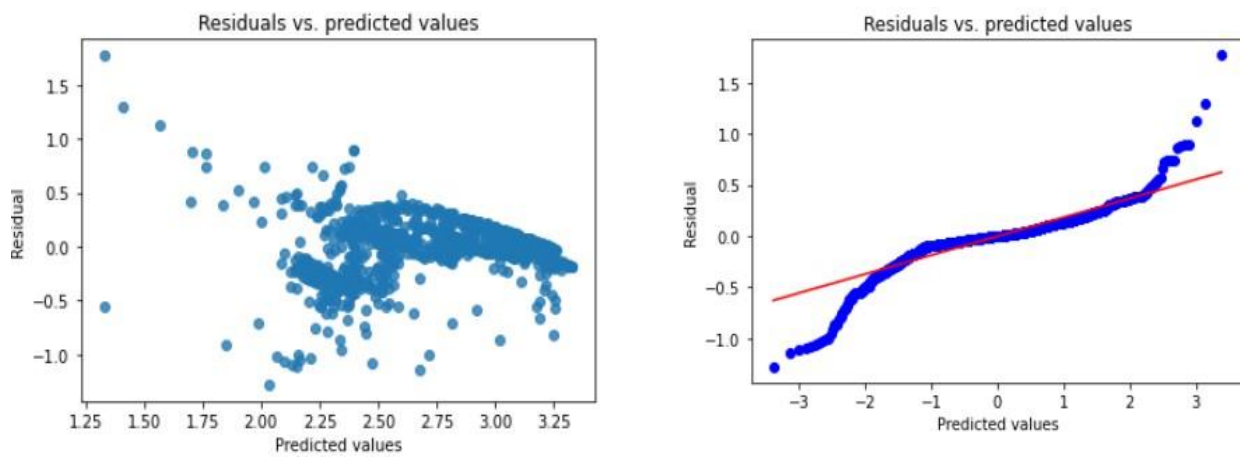 Residuals vs. predicted values
Residual
1.5
1.0
0.5
0.0
−0.5
−1.0
1.25 1.50 1.75 2.00 2.25 2.50 2.75 3.00 3.25
Predicted values
Residuals vs. predicted values
Residual
1.5
1.0
0.5
0.0
−0.5
−1.0
−3 −2 −1 0 1 2 3
Predicted values